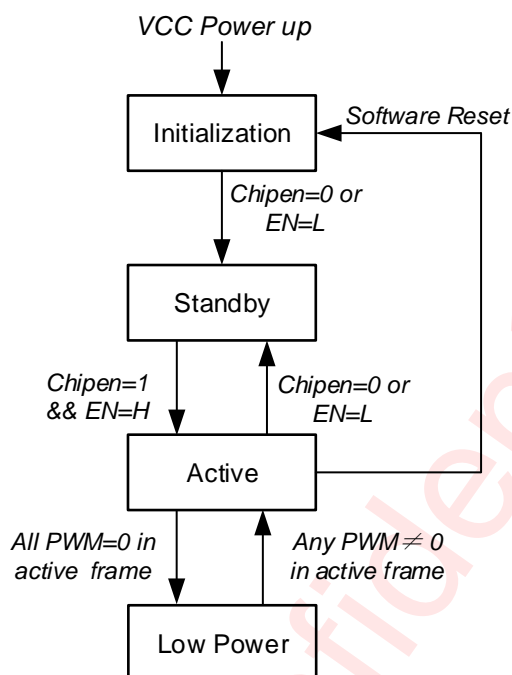 VCC Power up
Initialization
Software Reset
Chipen=0 or
EN=L
Standby
Chipen=1
&& EN=H
Chipen=0 or
EN=L
Active
All PWM=0 in
active frame
Any PWM≠0
in active frame
Low Power